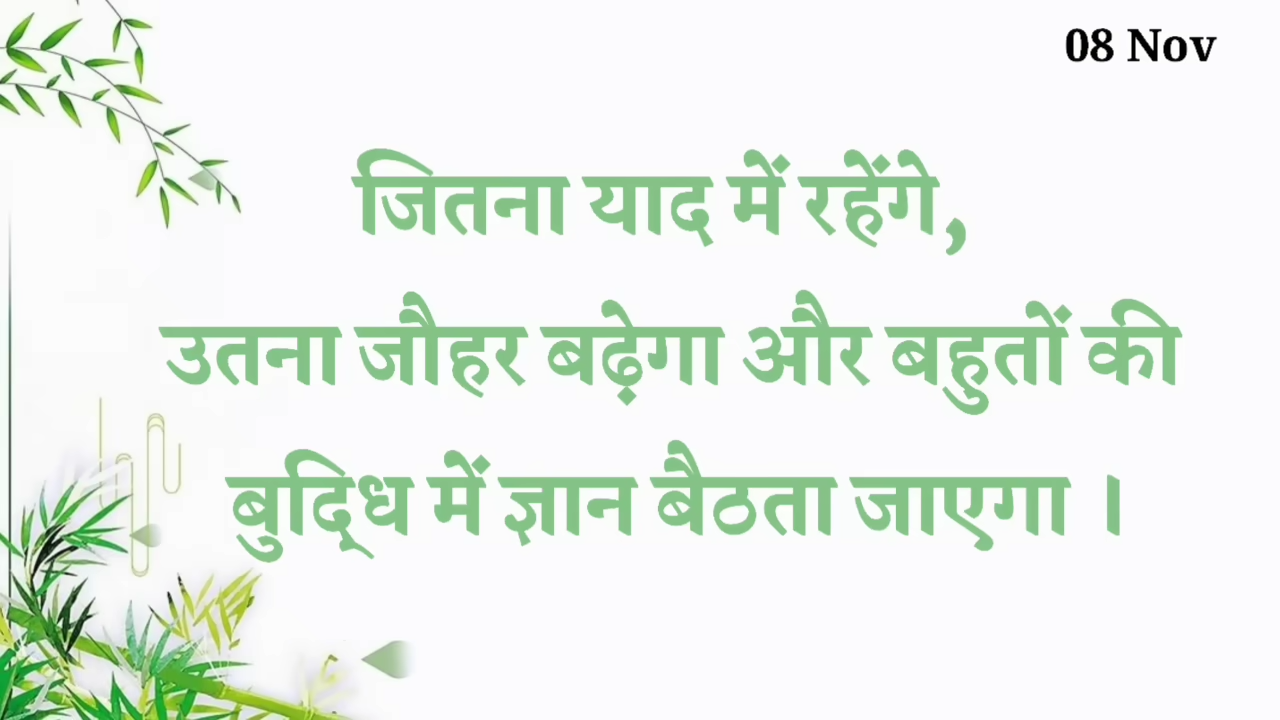 08 Nov
जितना याद में रहेंगे,
उतना जौहर बढ़ेगा और बहुतों की
बुद्धि में ज्ञान बैठता जाएगा ।